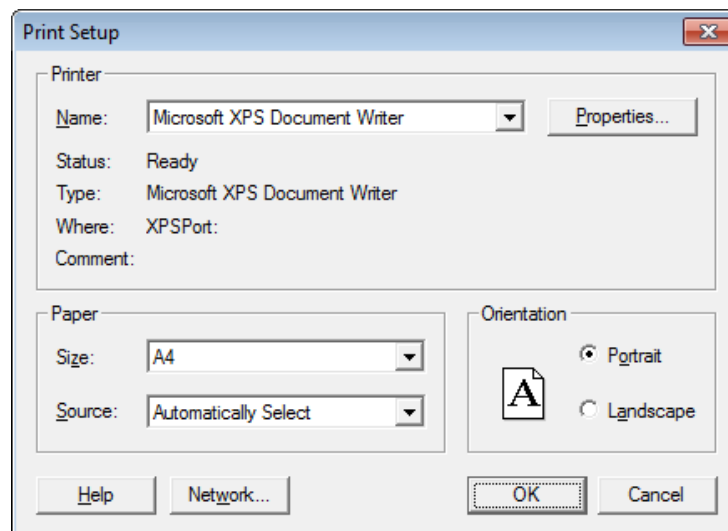 Print Setup
Printer
Name: Microsoft XPS Document Writer Properties...
Status: Ready
Type: Microsoft XPS Document Writer
Where: XPSPort:
Comment:
Paper
Size: A4
Source: Automatically Select
Orientation
A
Portrait
Landscape
Help Network... OK Cancel